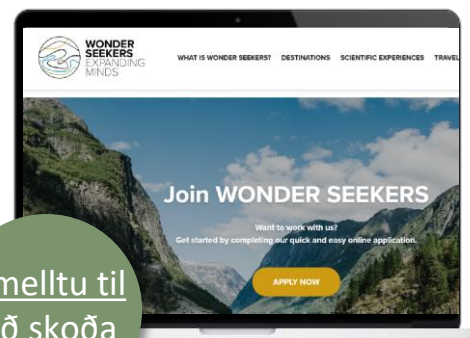 WONDER
SEEKERS
EXPANDING
MINDS
WHAT IS WONDER SEEKERS? DESTINATIONS SCIENTIFIC EXPERIENCES TRAVEL
Join WONDER SEEKERS
Want to work with us?
Get started by completing our quick and easy online application.
APPLY NOW
melltu til
ð skoða